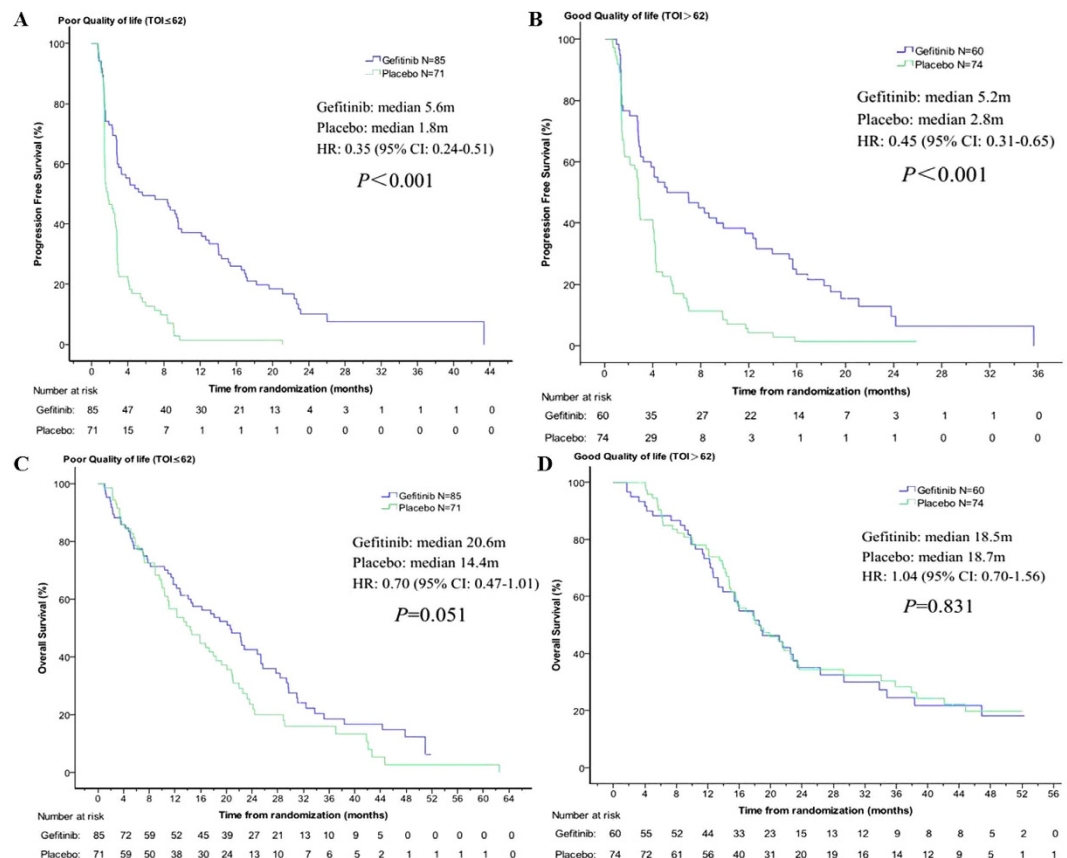 A
Poor Quality of life (TOI≤62)
Gefitinib N=85
Placebo N=71
Gefitinib: median 5.6m
Placebo: median 1.8m
HR: 0.35 (95% CI: 0.24-0.51)
P<0.001
Progression Free Survival (%)
100
80
60
40
20
0
0 4 8 12 16 20 24 28 32 36 40 44
Time from randomization (months)
Number at risk
Gefitinib: 85 47 40 30 21 13 4 3 1 1 1 0
Placebo: 71 15 7 1 1 1 0 0 0 0 0 0
B
Good Quality of life (TOI>62)
Gefitinib N=60
Placebo N=74
Gefitinib: median 5.2m
Placebo: median 2.8m
HR: 0.45 (95% CI: 0.31-0.65)
P<0.001
Progression Free Survival (%)
100
80
60
40
20
0
0 4 8 12 16 20 24 28 32 36
Time from randomization (months)
Number at risk
Gefitinib: 60 35 27 22 14 7 3 1 1 0
Placebo: 74 29 8 3 1 1 1 0 0 0
C
Poor Quality of life (TOI≤62)
Gefitinib N=85
Placebo N=71
Gefitinib: median 20.6m
Placebo: median 14.4m
HR: 0.70 (95% CI: 0.47-1.01)
P=0.051
Overall Survival (%)
100
80
60
40
20
0
0 4 8 12 16 20 24 28 32 36 40 44 48 52 56 60 64
Time from randomization (months)
Number at risk
Gefitinib: 85 72 59 52 45 39 27 21 13 10 9 5 0 0 0 0 0
Placebo: 71 59 50 38 30 24 13 10 7 6 5 2 1 1 1 1 0
D
Good Quality of life (TOI>62)
Gefitinib N=60
Placebo N=74
Gefitinib: median 18.5m
Placebo: median 18.7m
HR: 1.04 (95% CI: 0.70-1.56)
P=0.831
Overall Survival (%)
100
80
60
40
20
0
0 4 8 12 16 20 24 28 32 36 40 44 48 52 56
Time from randomization (months)
Number at risk
Gefitinib: 60 55 52 44 33 23 15 13 12 9 8 8 5 2 0
Placebo: 74 72 61 56 40 31 20 19 16 14 12 9 5 1 1